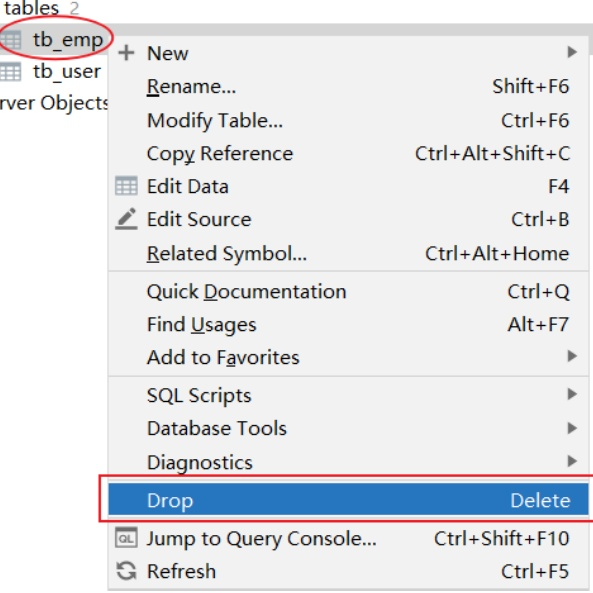 tables 2
tb_emp
tb_user
rver Objects
New
Rename... Shift+F6
Modify Table... Ctrl+F6
Copy Reference Ctrl+Alt+Shift+C
Edit Data F4
Edit Source Ctrl+B
Related Symbol... Ctrl+Alt+Home
Quick Documentation Ctrl+Q
Find Usages Alt+F7
Add to Favorites
SQL Scripts
Database Tools
Diagnostics
Drop Delete
QL Jump to Query Console... Ctrl+Shift+F10
Refresh Ctrl+F5